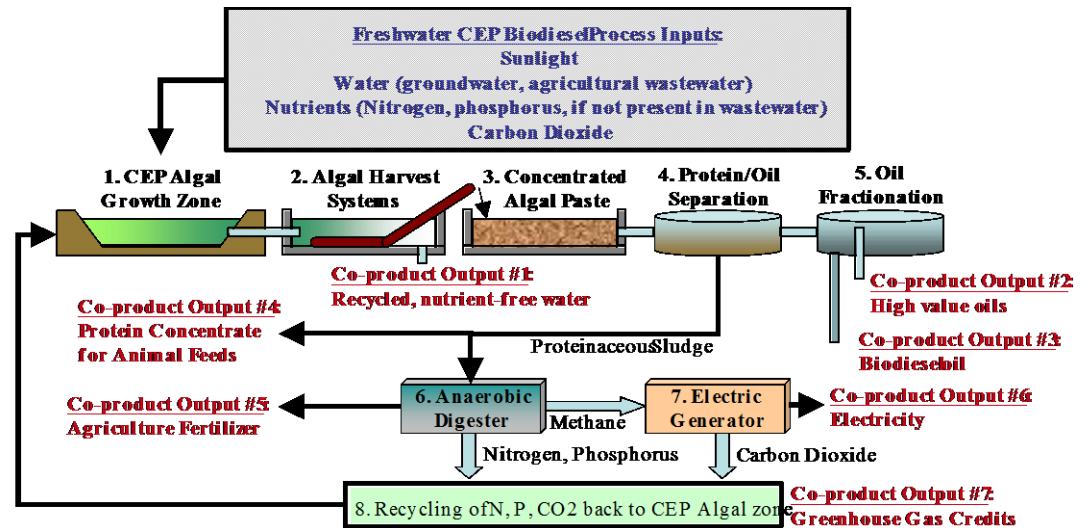 Freshwater CEP BiodieselProcess Inputs:
Sunlight
Water (groundwater, agricultural wastewater)
Nutrients (Nitrogen, phosphorus, if not present in wastewater)
Carbon Dioxide
1. CEP Algal
Growth Zone
2. Algal Harvest
Systems
3. Concentrated
Algal Paste
4. Protein/Oil
Separation
5. Oil
Fractionation
Co-product Output #1:
Recycled, nutrient-free water
Co-product Output #2:
High value oils
Co-product Output #3:
Biodieseloil
Co-product Output #4:
Protein Concentrate
for Animal Feeds
Proteinaceous Sludge
Co-product Output #5:
Agriculture Fertilizer
6. Anaerobic
Digester
Methane
7. Electric
Generator
Co-product Output #6:
Electricity
Nitrogen, Phosphorus
Carbon Dioxide
8. Recycling of N, P, CO2 back to CEP Algal zone
Co-product Output #7:
Greenhouse Gas Credits